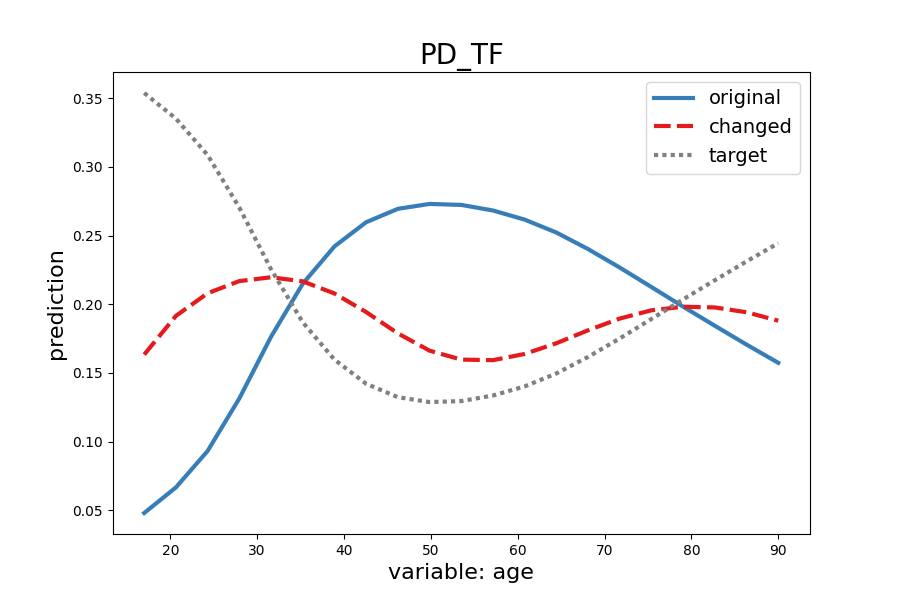 PD_TF
original
changed
target
prediction
0.35
0.30
0.25
0.20
0.15
0.10
0.05
20 30 40 50 60 70 80 90
variable: age